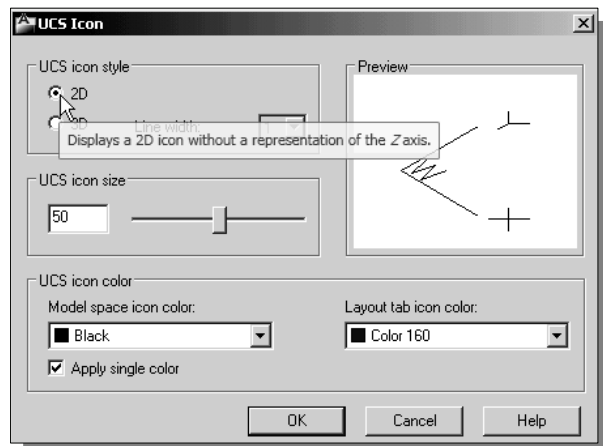 UCS Icon
UCS icon style
2D
3D Line width: 1
Displays a 2D icon without a representation of the Z axis.
Preview
UCS icon size
50
UCS icon color
Model space icon color:
Black
Apply single color
Layout tab icon color:
Color 160
OK
Cancel
Help